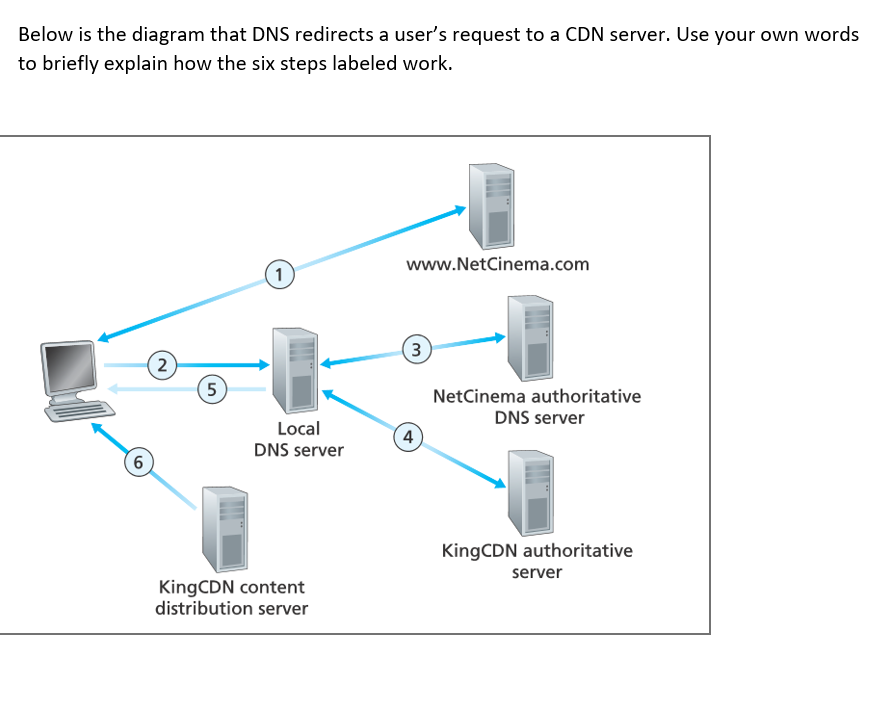 Below is the diagram that DNS redirects a user’s request to a CDN server. Use your own words
to briefly explain how the six steps labeled work.
1
www.NetCinema.com
2
3
5
NetCinema authoritative
DNS server
Local
DNS server
4
6
KingCDN authoritative
server
KingCDN content
distribution server